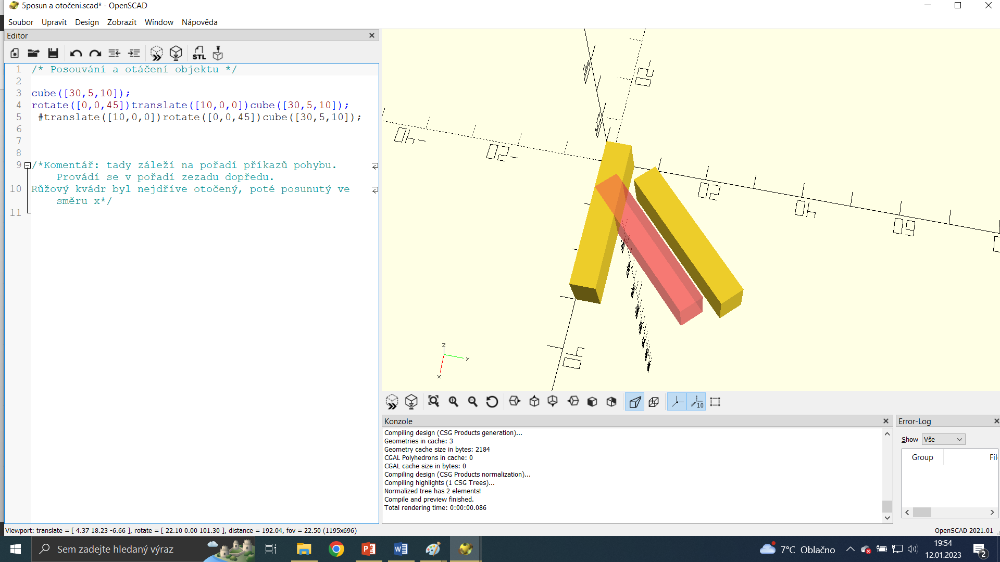 5posun a otočeni.scad* - OpenSCAD
Soubor Upravit Design Zobrazit Window Nápověda
Editor
STL
1 /* Posouvání a otáčení objektu */
2
3 cube([30,5,10]);
4 rotate([0,0,45])translate([10,0,0])cube([30,5,10]);
5 #translate([10,0,0])rotate([0,0,45])cube([30,5,10]);
6
7
8
9 /*Komentář: tady záleží na pořadí příkazů pohybu.
Provádí se v pořadí zezadu dopředu.
10 Růžový kvádr byl nejdříve otočený, poté posunutý ve
směru x*/
11
-20
-40
-20
20
40
60
40
z
y
x
10
Konzole
Compiling design (CSG Products generation)...
Geometries in cache: 3
Geometry cache size in bytes: 2184
CGAL Polyhedrons in cache: 0
CGAL cache size in bytes: 0
Compiling design (CSG Products normalization)...
Compiling highlights (1 CSG Trees)...
Normalized tree has 2 elements!
Compile and preview finished.
Total rendering time: 0:00:00.086
Error-Log
Show Vše
Group Fil
Viewport: translate = [ 4.37 18.23 -6.66 ], rotate = [ 22.10 0.00 101.30 ], distance = 192.04, fov = 22.50 (1195x696)
OpenSCAD 2021.01
Sem zadejte hledaný výraz
7°C Oblačno
19:54
12.01.2023
2